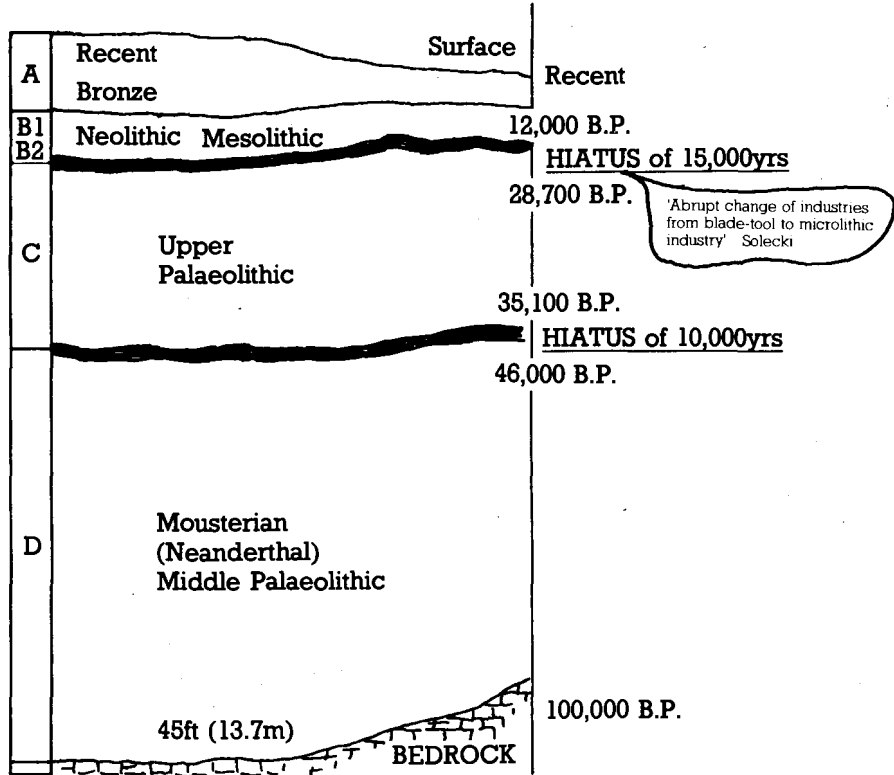 Surface
Recent
A
Recent
Bronze
B1
B2
Neolithic Mesolithic
12,000 B.P.
HIATUS of 15,000yrs
28,700 B.P.
'Abrupt change of industries
from blade-tool to microlithic
industry' Solecki
C
Upper
Palaeolithic
35,100 B.P.
HIATUS of 10,000yrs
46,000 B.P.
D
Mousterian
(Neanderthal)
Middle Palaeolithic
100,000 B.P.
45ft (13.7m)
BEDROCK